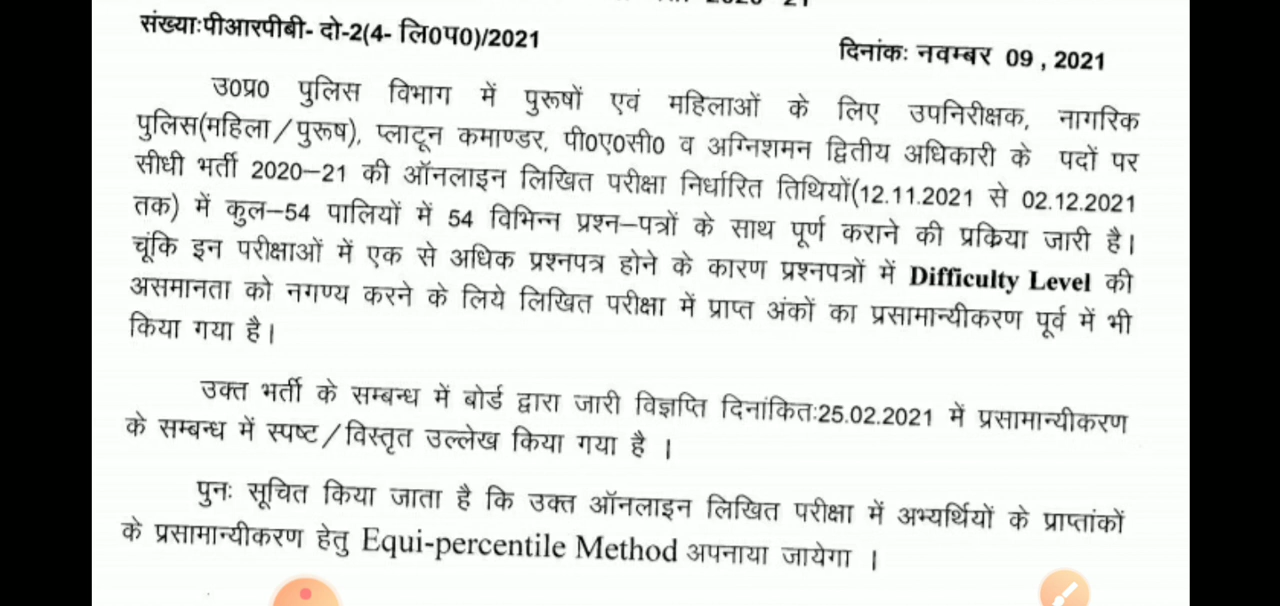 2020-21
संख्याःपीआरपीबी- दो-2(4- लि0प0)/2021
दिनांकः नवम्बर 09 , 2021
उ0प्र0 पुलिस विभाग में पुरूषों एवं महिलाओं के लिए उपनिरीक्षक, नागरिक
पुलिस(महिला/पुरूष), प्लाटून कमाण्डर, पी0ए0सी0 व अग्निशमन द्वितीय अधिकारी के पदों पर
सीधी भर्ती 2020–21 की ऑनलाइन लिखित परीक्षा निर्धारित तिथियों(12.11.2021 से 02.12.2021
तक) में कुल–54 पालियों में 54 विभिन्न प्रश्न–पत्रों के साथ पूर्ण कराने की प्रक्रिया जारी है।
चूंकि इन परीक्षाओं में एक से अधिक प्रश्नपत्र होने के कारण प्रश्नपत्रों में Difficulty Level की
असमानता को नगण्य करने के लिये लिखित परीक्षा में प्राप्त अंकों का प्रसामान्यीकरण पूर्व में भी
किया गया है।
उक्त भर्ती के सम्बन्ध में बोर्ड द्वारा जारी विज्ञप्ति दिनांकितः25.02.2021 में प्रसामान्यीकरण
के सम्बन्ध में स्पष्ट/विस्तृत उल्लेख किया गया है ।
पुनः सूचित किया जाता है कि उक्त ऑनलाइन लिखित परीक्षा में अभ्यर्थियों के प्राप्तांकों
के प्रसामान्यीकरण हेतु Equi-percentile Method अपनाया जायेगा ।